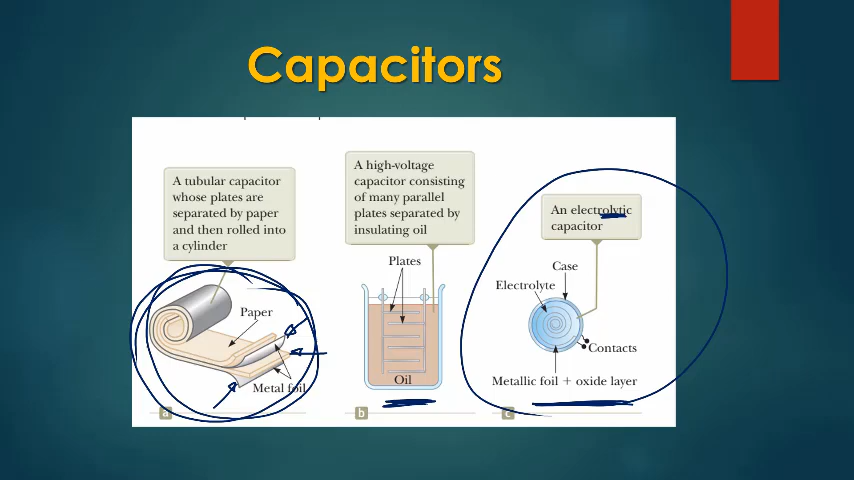 Capacitors
A tubular capacitor
whose plates are
separated by paper
and then rolled into
a cylinder
Paper
Metal foil
a
A high-voltage
capacitor consisting
of many parallel
plates separated by
insulating oil
Plates
Oil
b
An electrolytic
capacitor
Case
Electrolyte
Contacts
Metallic foil + oxide layer
c